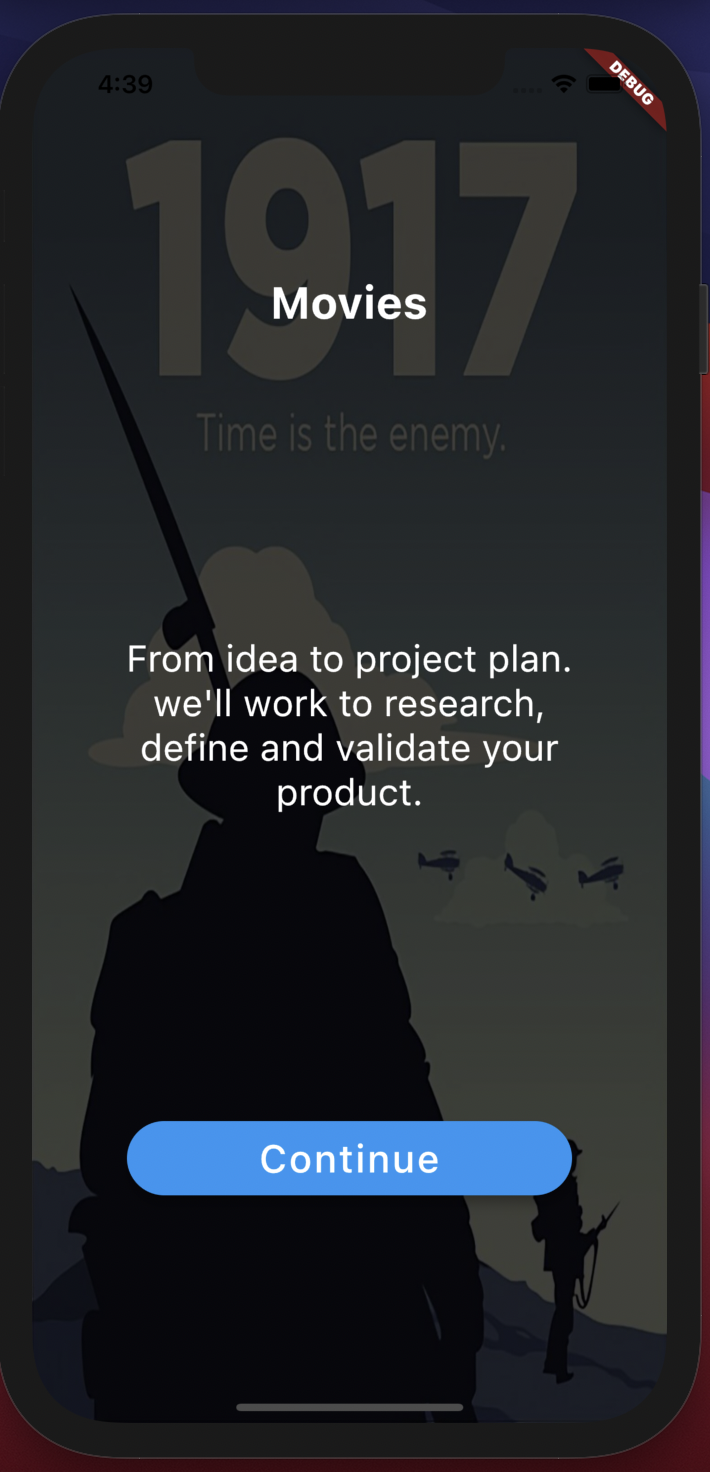 4:39
DEBUG
1917
Movies
Time is the enemy.
From idea to project plan.
we'll work to research,
define and validate your
product.
Continue